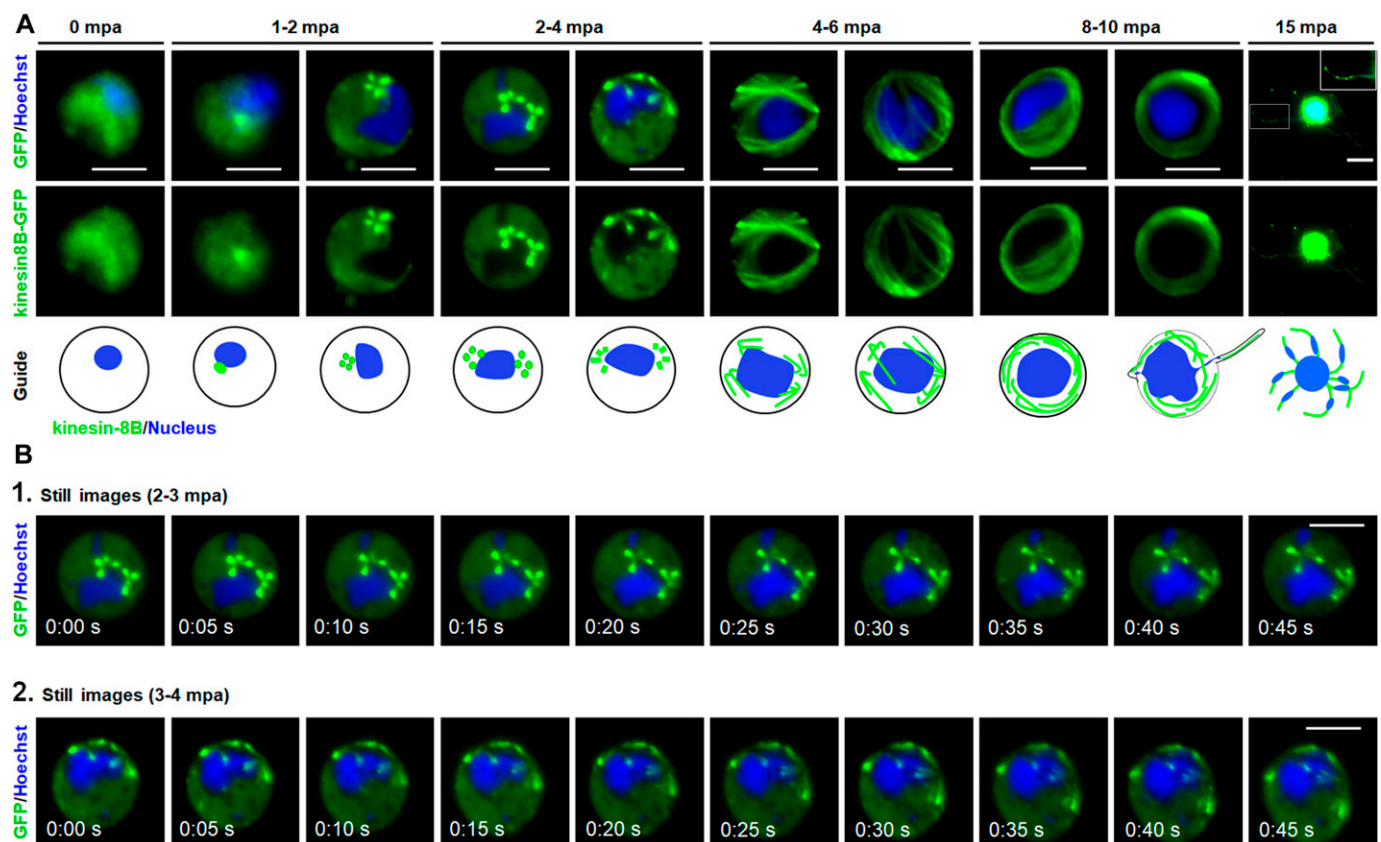 A
0 mpa 1-2 mpa 2-4 mpa 4-6 mpa 8-10 mpa 15 mpa
GFP/Hoechst
kinesin8B-GFP
Guide
kinesin-8B/Nucleus
B
1. Still images (2-3 mpa)
GFP/Hoechst
0:00 s 0:05 s 0:10 s 0:15 s 0:20 s 0:25 s 0:30 s 0:35 s 0:40 s 0:45 s
2. Still images (3-4 mpa)
GFP/Hoechst
0:00 s 0:05 s 0:10 s 0:15 s 0:20 s 0:25 s 0:30 s 0:35 s 0:40 s 0:45 s